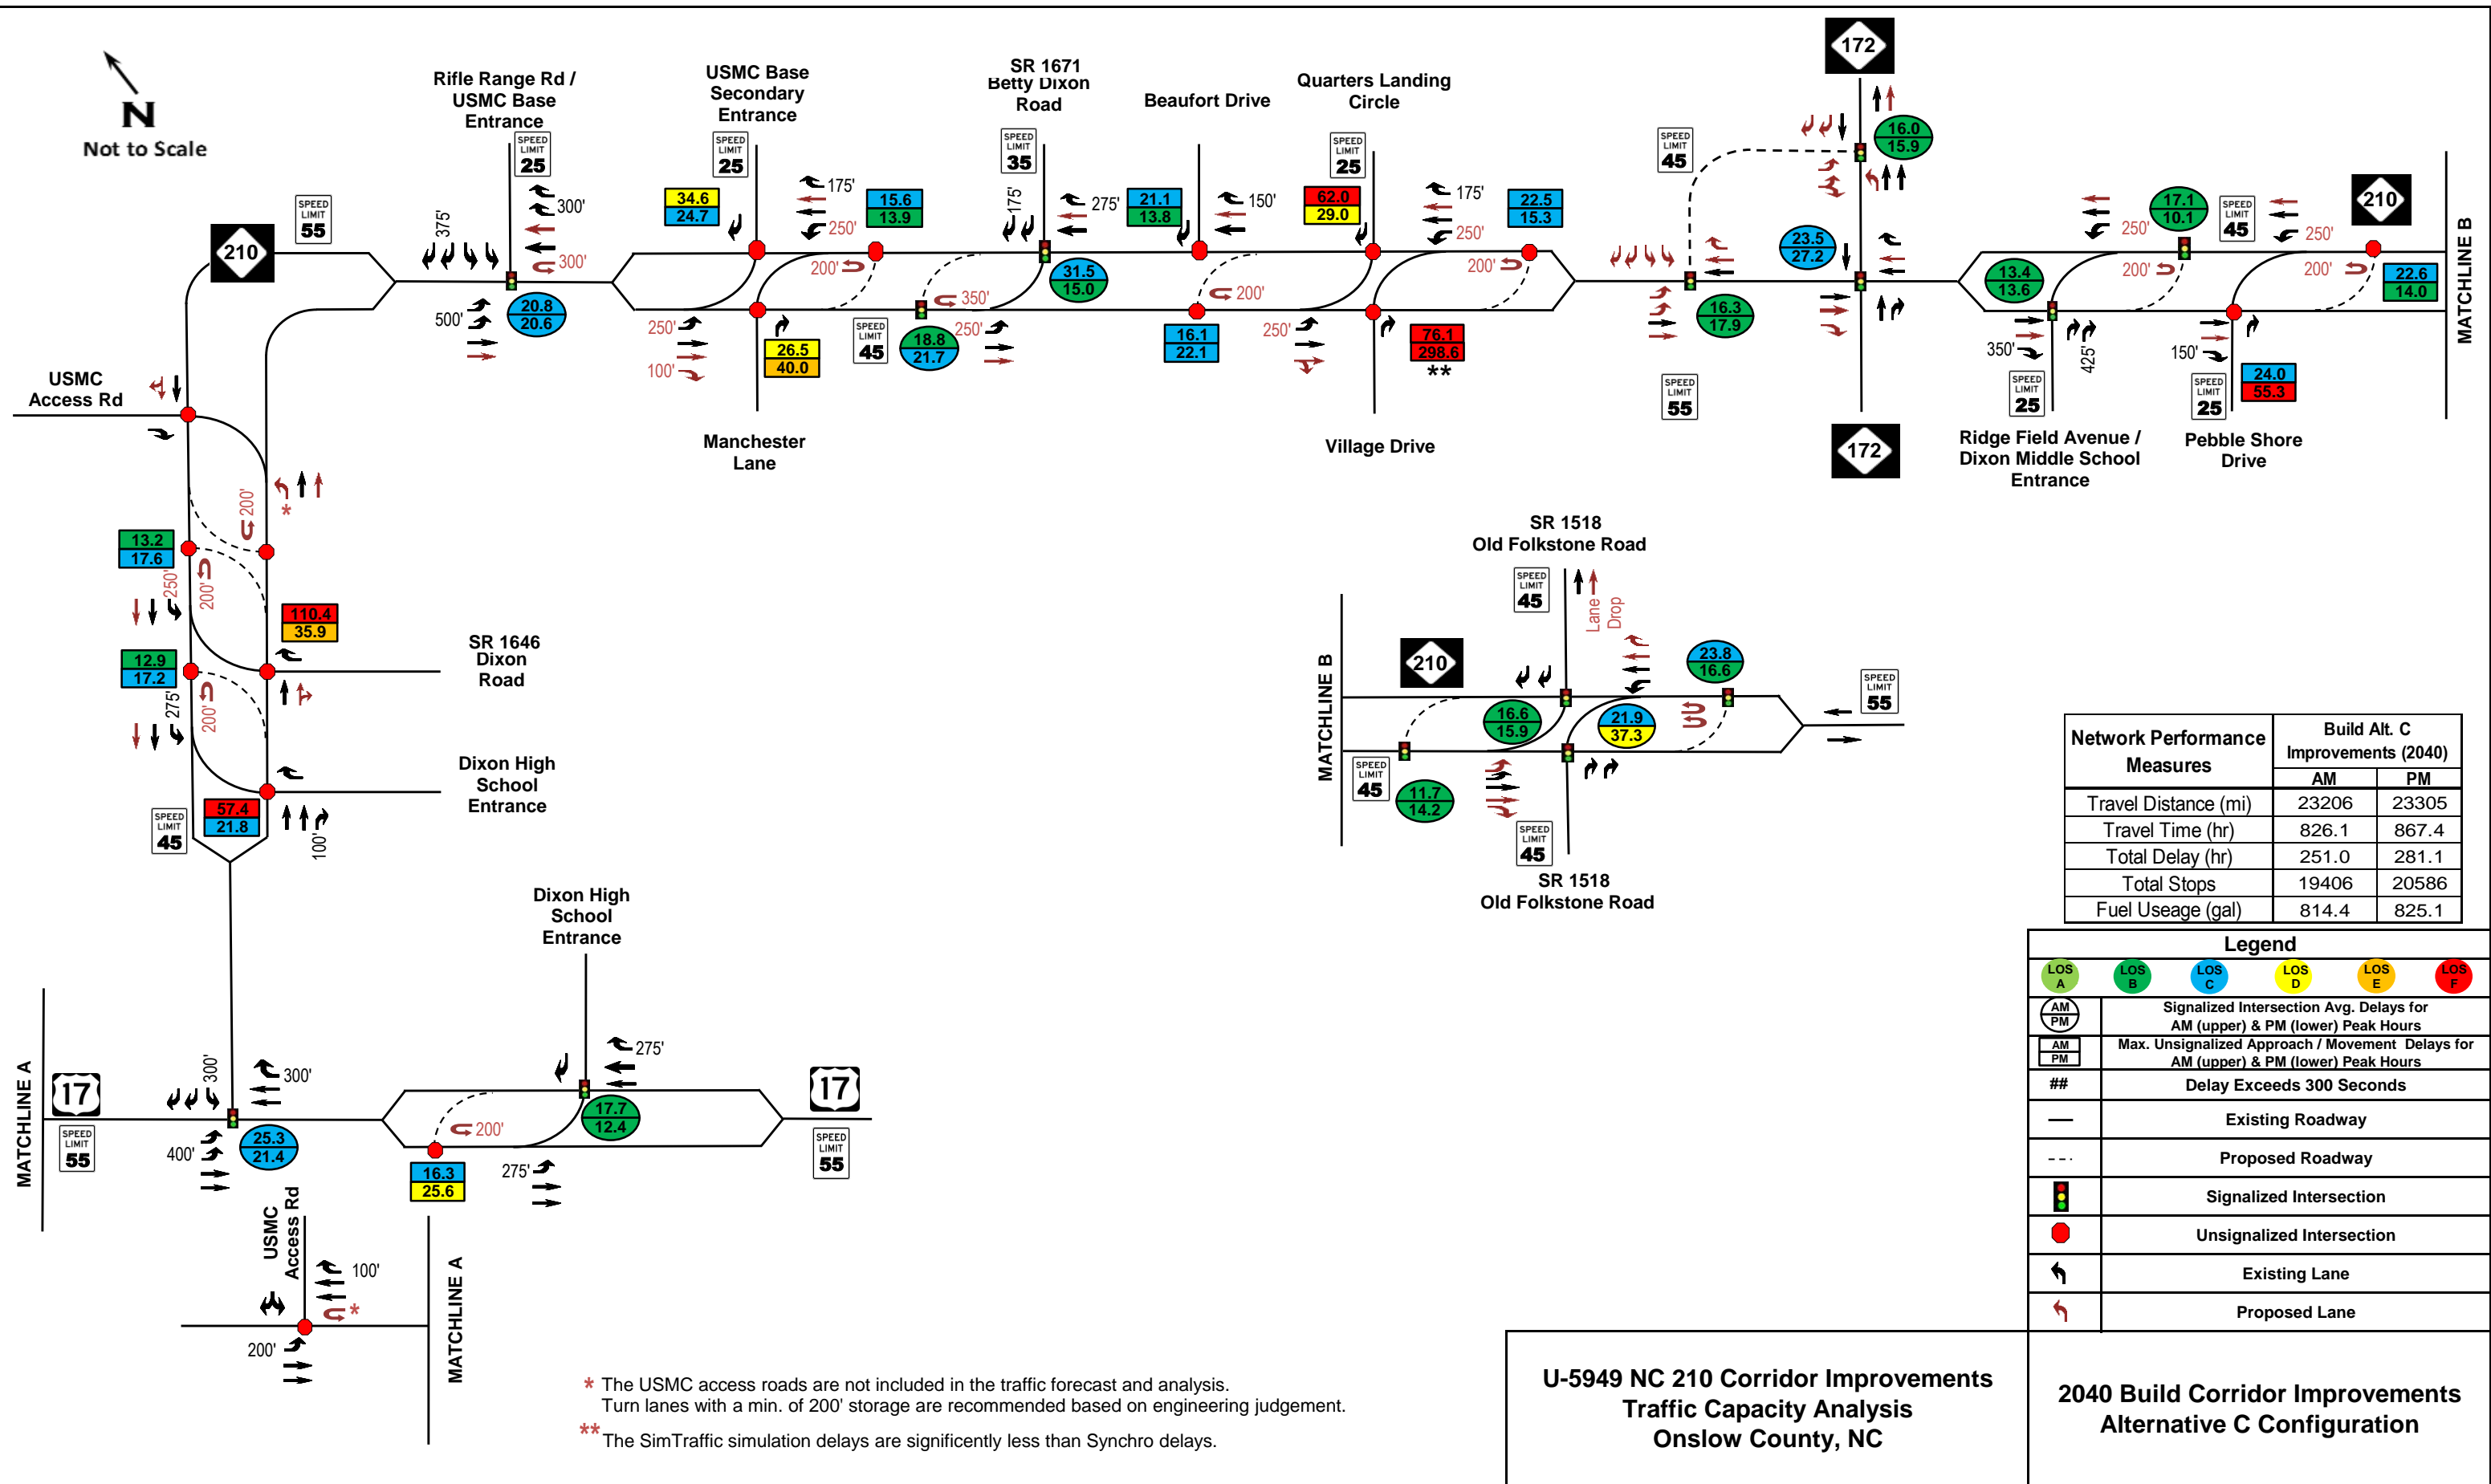 N
Not to Scale
Rifle Range Rd /
USMC Base
Entrance
SPEED
LIMIT
25
USMC Base
Secondary
Entrance
SPEED
LIMIT
25
SR 1671
Betty Dixon
Road
SPEED
LIMIT
35
Beaufort Drive
Quarters Landing
Circle
SPEED
LIMIT
25
172
SPEED
LIMIT
45
16.0
15.9
210
SPEED
LIMIT
55
375'
300'
300'
500'
20.8
20.6
34.6
24.7
175'
250'
15.6
13.9
200'
175'
275'
31.5
15.0
21.1
13.8
150'
62.0
29.0
175'
250'
22.5
15.3
200'
250'
100'
26.5
40.0
SPEED
LIMIT
45
18.8
21.7
350'
250'
200'
16.1
22.1
250'
76.1
298.6
**
16.3
17.9
SPEED
LIMIT
55
23.5
27.2
172
13.4
13.6
250'
17.1
10.1
200'
SPEED
LIMIT
45
250'
200'
210
22.6
14.0
350'
425'
SPEED
LIMIT
25
150'
SPEED
LIMIT
25
24.0
55.3
MATCHLINE B
Manchester
Lane
Village Drive
Ridge Field Avenue /
Dixon Middle School
Entrance
Pebble Shore
Drive
USMC
Access Rd
*
200'
13.2
17.6
250'
200'
110.4
35.9
SR 1646
Dixon
Road
12.9
17.2
275'
200'
Dixon High
School
Entrance
SPEED
LIMIT
45
57.4
21.8
100'
SR 1518
Old Folkstone Road
SPEED
LIMIT
45
Lane
Drop
MATCHLINE B
210
16.6
15.9
21.9
37.3
23.8
16.6
SPEED
LIMIT
55
SPEED
LIMIT
45
11.7
14.2
SPEED
LIMIT
45
SR 1518
Old Folkstone Road
Network Performance
Measures
Build Alt. C
Improvements (2040)
AM PM
Travel Distance (mi) 23206 23305
Travel Time (hr) 826.1 867.4
Total Delay (hr) 251.0 281.1
Total Stops 19406 20586
Fuel Useage (gal) 814.4 825.1
Legend
LOS
A
LOS
B
LOS
C
LOS
D
LOS
E
LOS
F
AM
PM
Signalized Intersection Avg. Delays for
AM (upper) & PM (lower) Peak Hours
AM
PM
Max. Unsignalized Approach / Movement Delays for
AM (upper) & PM (lower) Peak Hours
## Delay Exceeds 300 Seconds
Existing Roadway
Proposed Roadway
Signalized Intersection
Unsignalized Intersection
Existing Lane
Proposed Lane
Dixon High
School
Entrance
MATCHLINE A
17
SPEED
LIMIT
55
300'
300'
400'
25.3
21.4
275'
17.7
12.4
200'
16.3
25.6
275'
17
SPEED
LIMIT
55
USMC
Access Rd
100'
*
200'
MATCHLINE A
* The USMC access roads are not included in the traffic forecast and analysis.
Turn lanes with a min. of 200' storage are recommended based on engineering judgement.
** The SimTraffic simulation delays are significantly less than Synchro delays.
U-5949 NC 210 Corridor Improvements
Traffic Capacity Analysis
Onslow County, NC
2040 Build Corridor Improvements
Alternative C Configuration